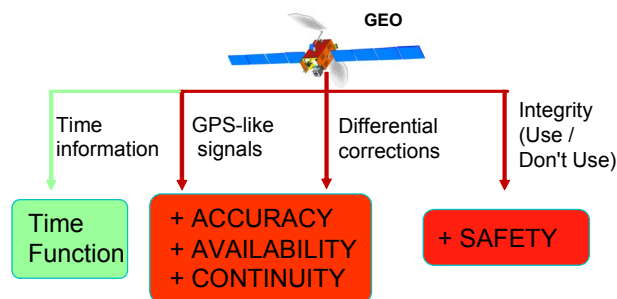 GEO
Time
information
GPS-like
signals
Differential
corrections
Integrity
(Use /
Don't Use)
Time
Function
+ ACCURACY
+ AVAILABILITY
+ CONTINUITY
+ SAFETY